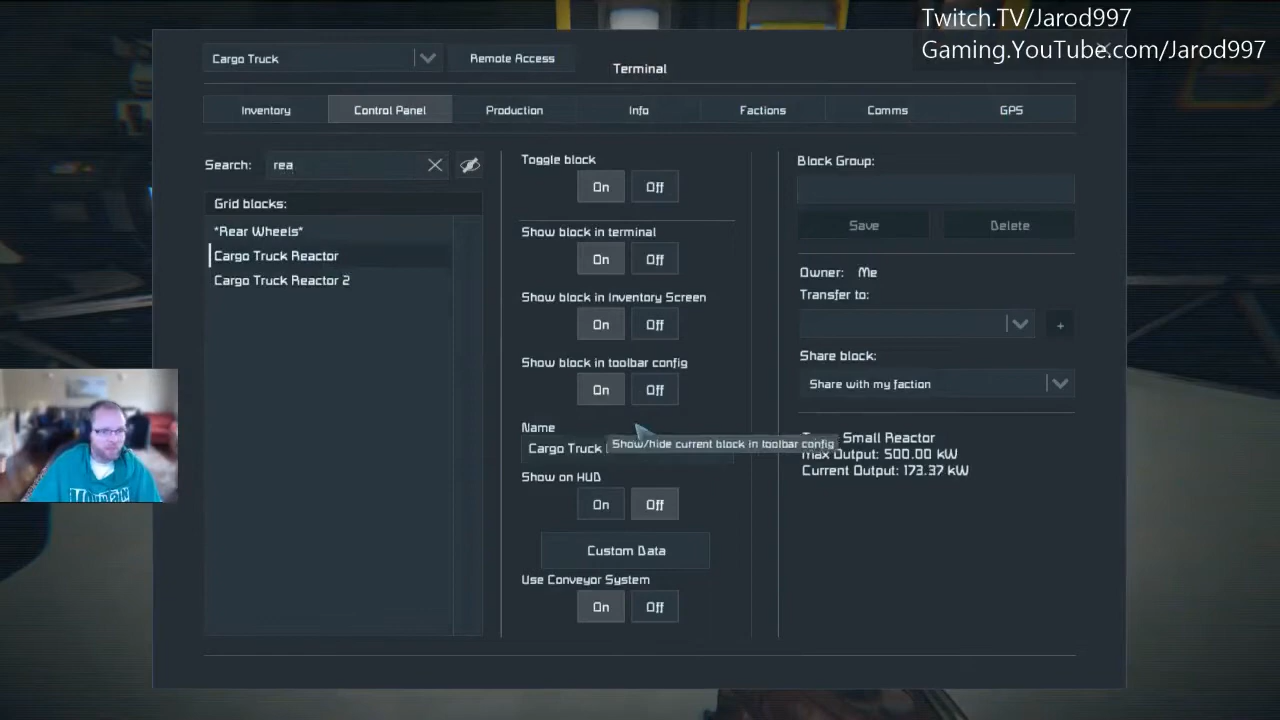 Twitch.TV/Jarod997
Gaming.YouTube.com/Jarod997
Cargo Truck
Remote Access
Terminal
Inventory
Control Panel
Production
Info
Factions
Comms
GPS
Search: rea
Grid blocks:
*Rear Wheels*
Cargo Truck Reactor
Cargo Truck Reactor 2
Toggle block
On Off
Show block in terminal
On Off
Show block in Inventory Screen
On Off
Show block in toolbar config
On Off
Name
Cargo Truck
Show/hide current block in toolbar config
Show on HUD
On Off
Custom Data
Use Conveyor System
On Off
Block Group:
Save Delete
Owner: Me
Transfer to:
+
Share block:
Share with my faction
Small Reactor
Max Output: 500.00 kW
Current Output: 173.37 kW